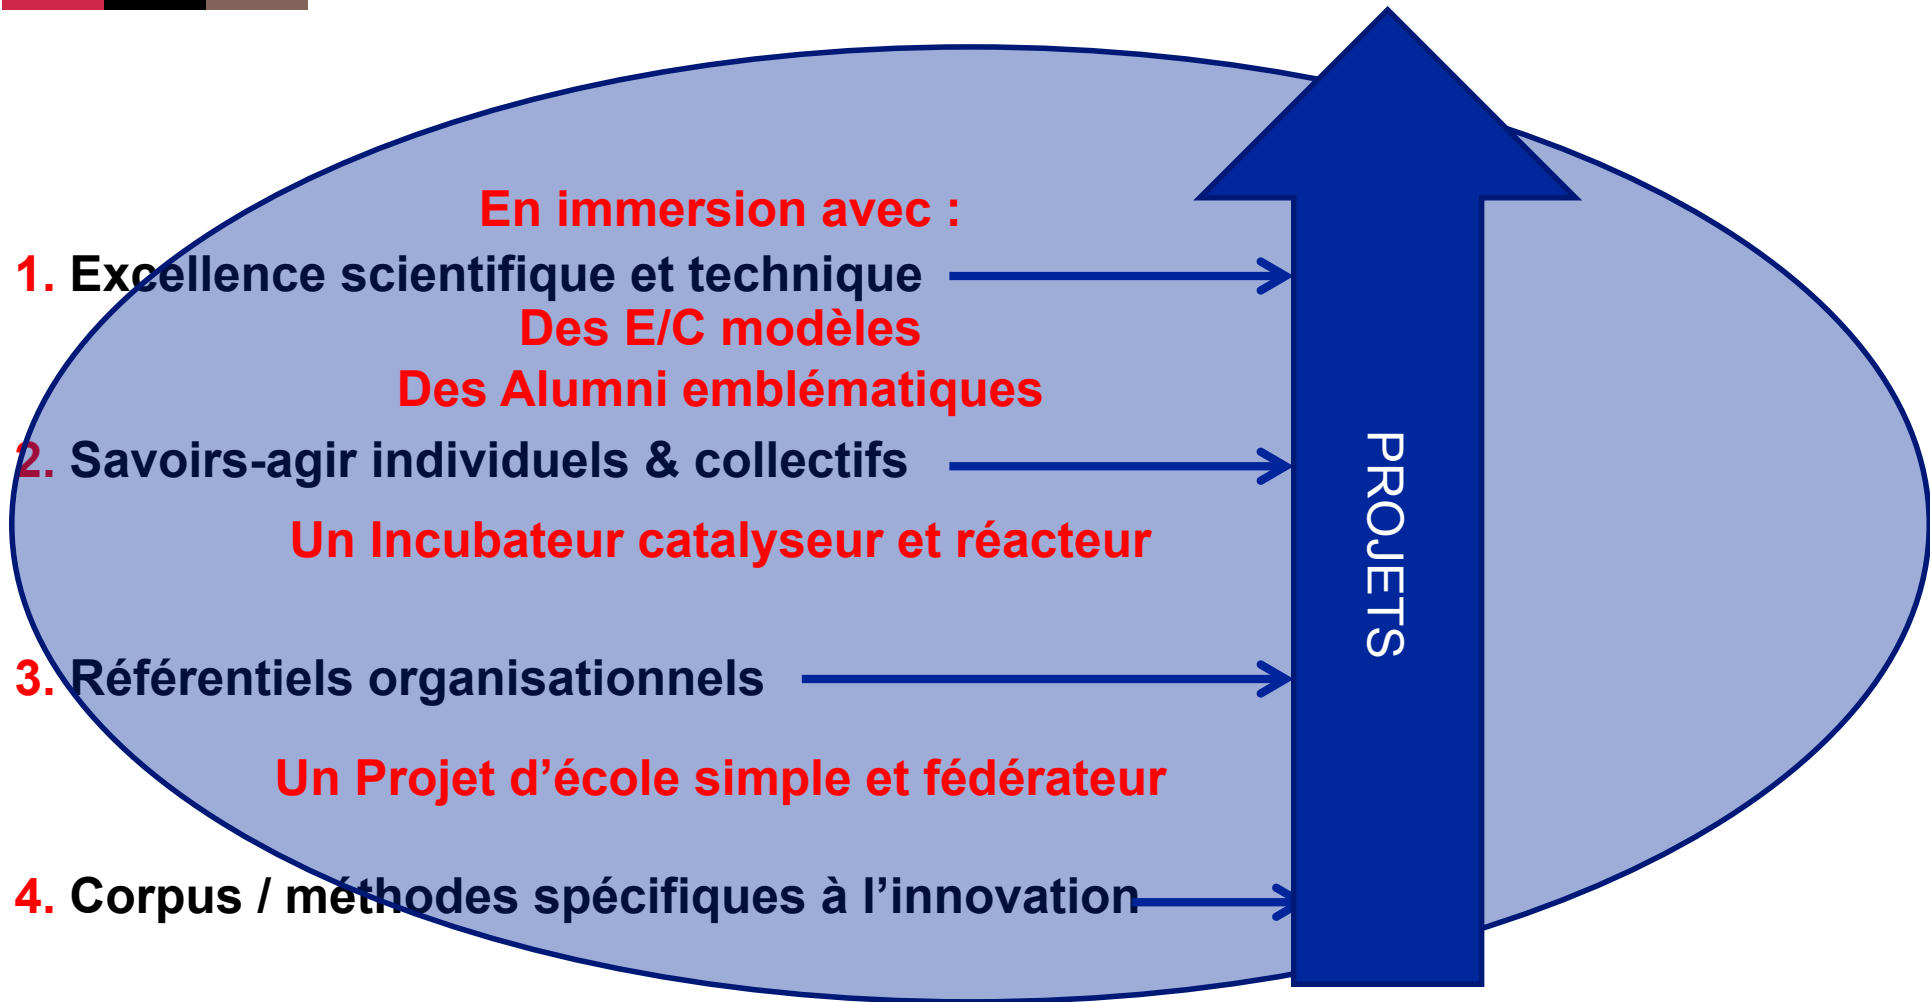 En immersion avec :
1. Excellence scientifique et technique
Des E/C modèles
Des Alumni emblématiques
2. Savoirs-agir individuels & collectifs
Un Incubateur catalyseur et réacteur
3. Référentiels organisationnels
Un Projet d’école simple et fédérateur
4. Corpus / méthodes spécifiques à l’innovation
PROJETS